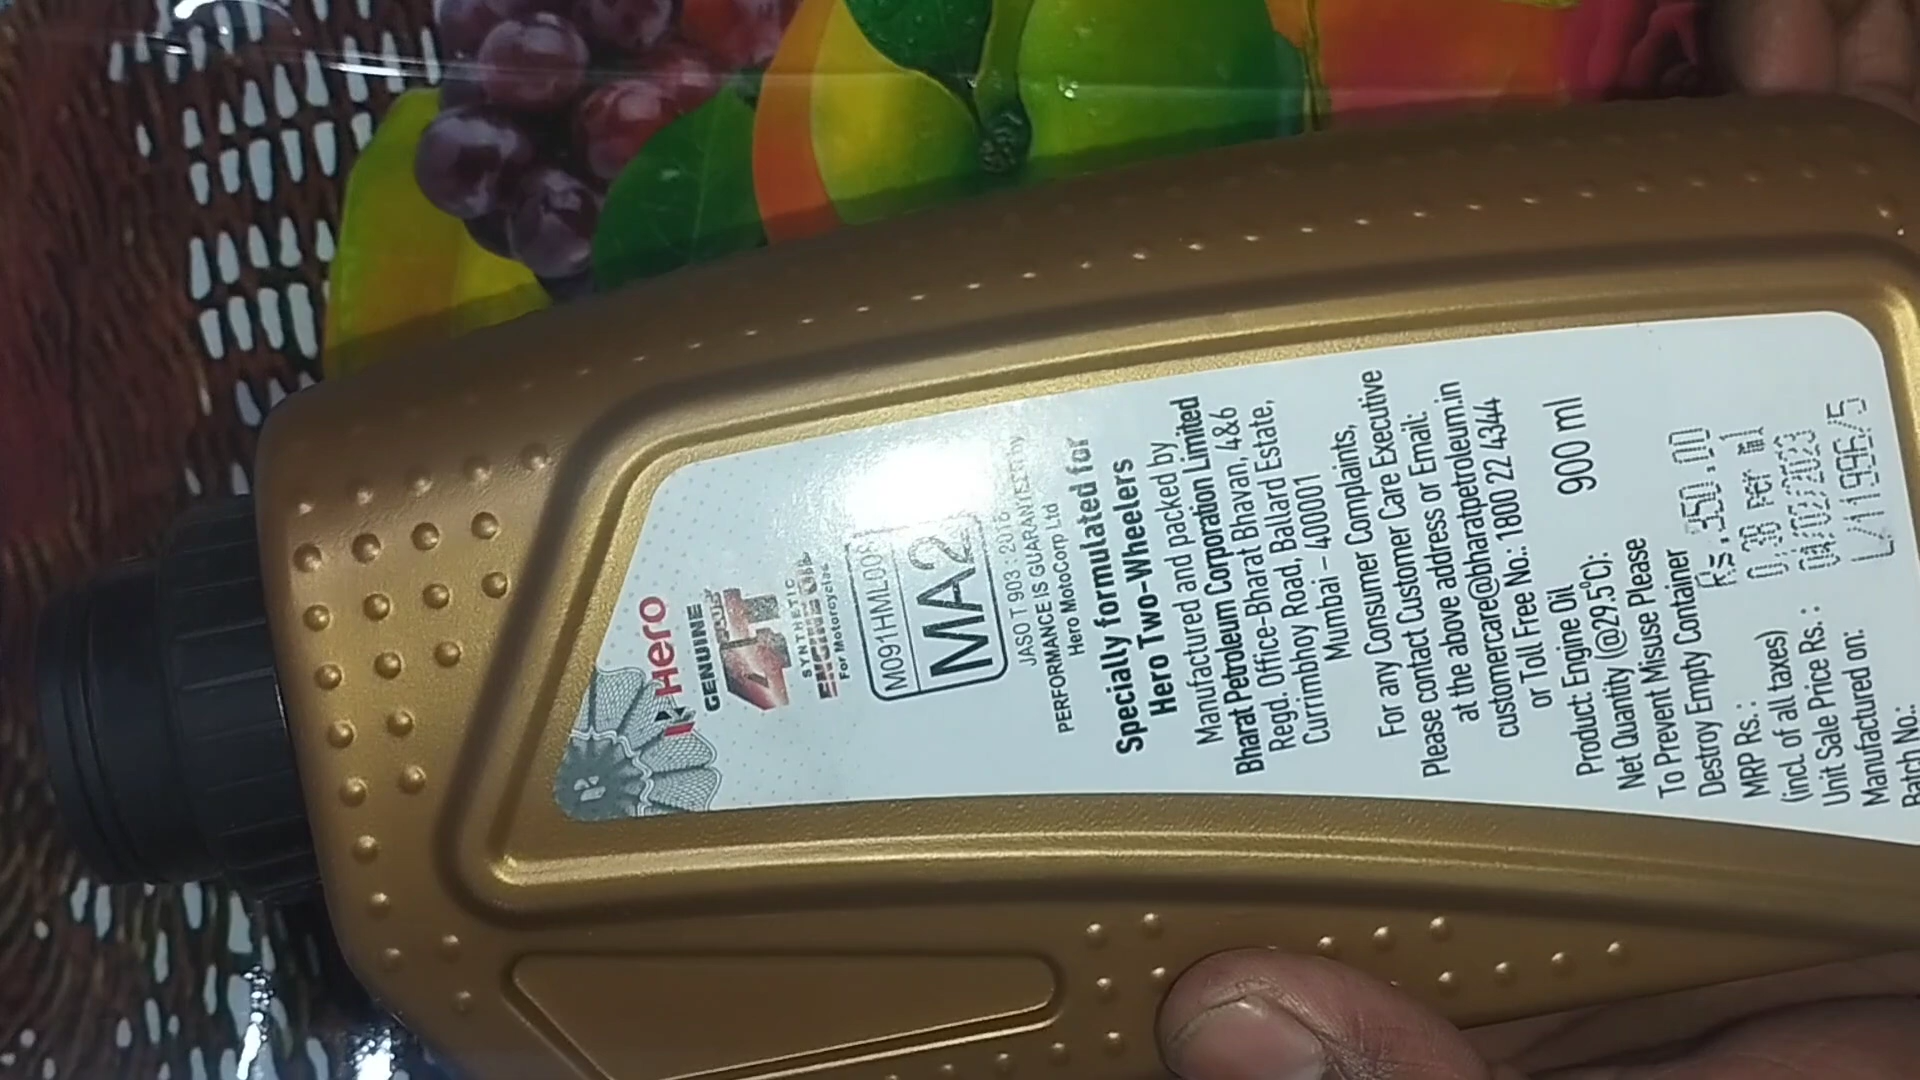 Hero
GENUINE
4T PLUS
SYNTHETIC
ENGINE OIL
For Motorcycles
M091HML00
MA2
JASO T 903 : 2016
PERFORMANCE IS GUARANTEED by
Hero MotoCorp Ltd
Specially formulated for
Hero Two-Wheelers
Manufactured and packed by
Bharat Petroleum Corporation Limited
Regd. Office-Bharat Bhavan, 4&6
Currimbhoy Road, Ballard Estate,
Mumbai – 400001
For any Consumer Complaints,
Please contact Customer Care Executive
at the above address or Email:
customercare@bharatpetroleum.in
or Toll Free No.: 1800 22 4344
Product: Engine Oil
Net Quantity (@29.5°C): 900 ml
To Prevent Misuse Please
Destroy Empty Container
MRP Rs.: Rs.350.00
(incl. of all taxes)
Unit Sale Price Rs.: 0.38 per ml
Manufactured on: 04/02/2023
Batch No.: